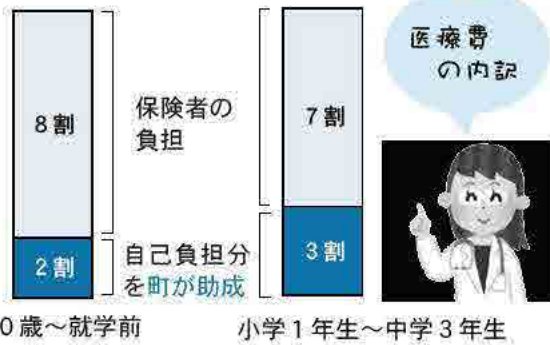 医療費
の内訳
8割
保険者の
負担
7割
2割
自己負担分
を町が助成
3割
0歳〜就学前
小学1年生〜中学3年生